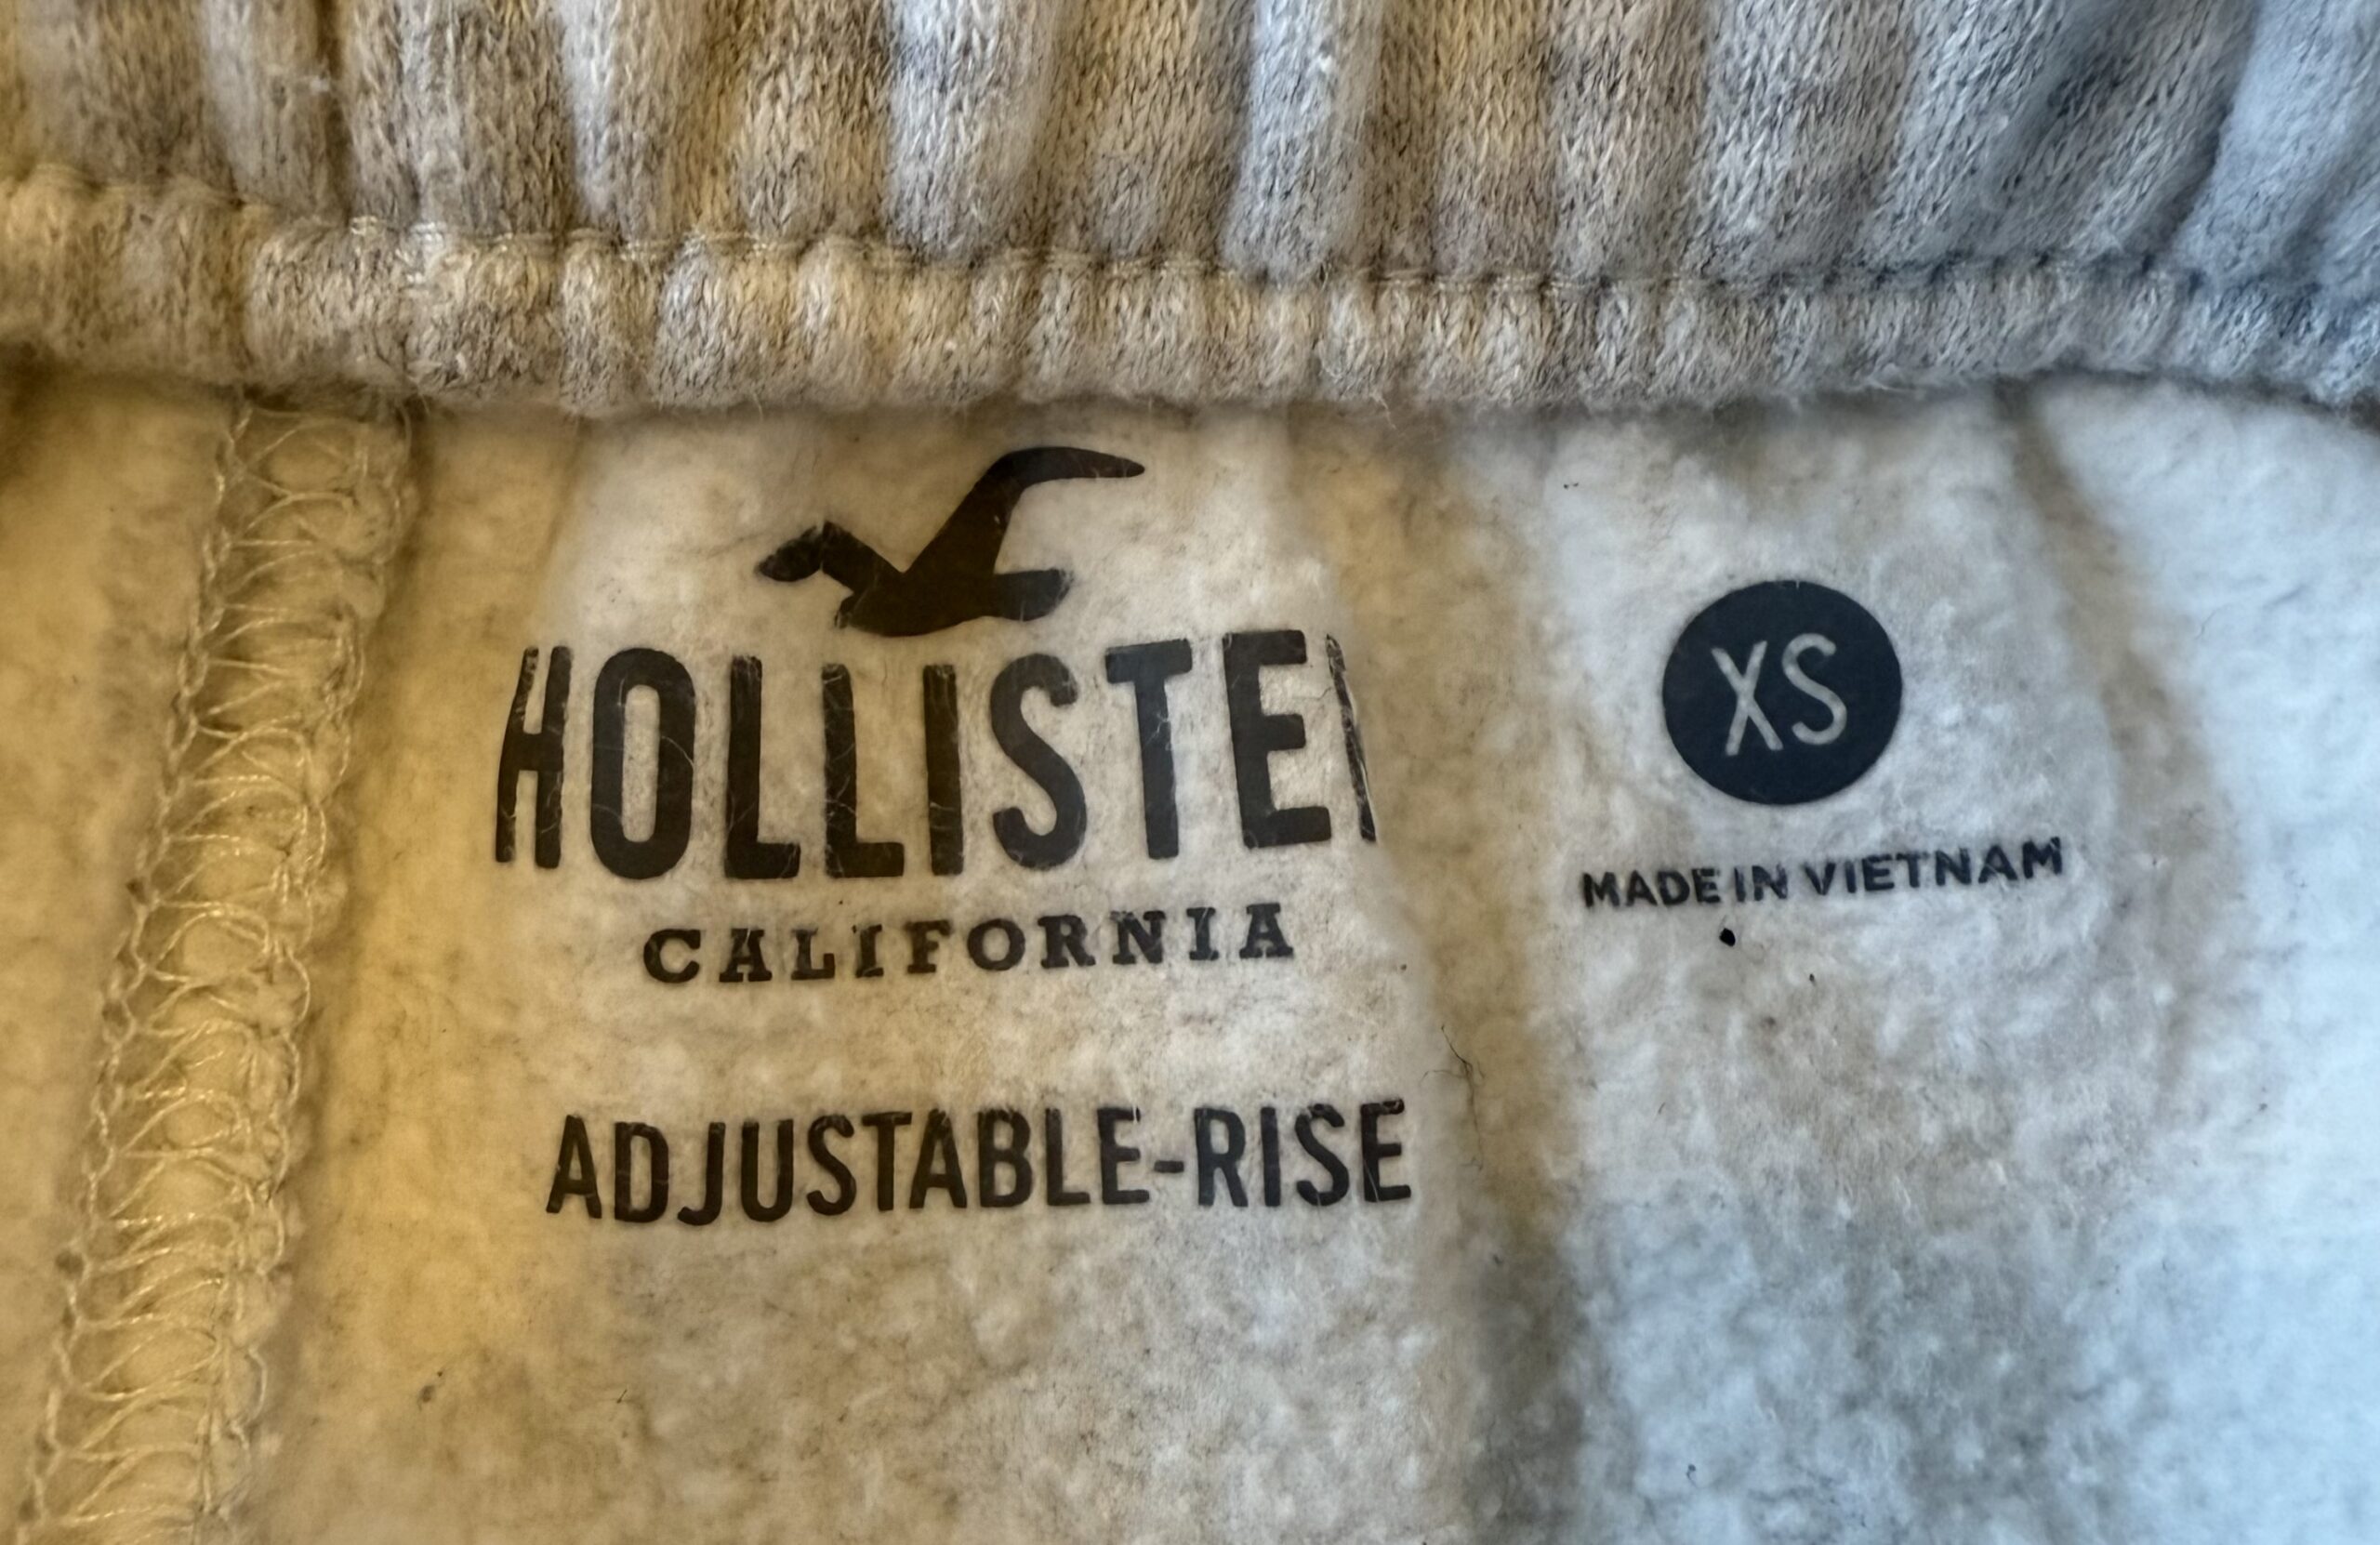 HOLLISTER
CALIFORNIA
ADJUSTABLE-RISE
XS
MADE IN VIETNAM